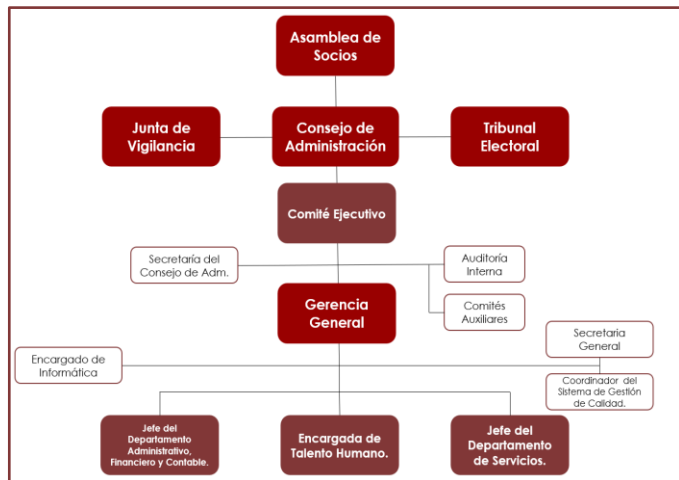 Asamblea de
Socios
Junta de
Vigilancia
Consejo de
Administración
Tribunal
Electoral
Comité Ejecutivo
Secretaría del
Consejo de Adm.
Auditoría
Interna
Gerencia
General
Comités
Auxiliares
Secretaria
General
Encargado de
Informática
Coordinador del
Sistema de Gestión
de Calidad.
Jefe del
Departamento
Administrativo,
Financiero y Contable.
Encargada de
Talento Humano.
Jefe del
Departamento
de Servicios.